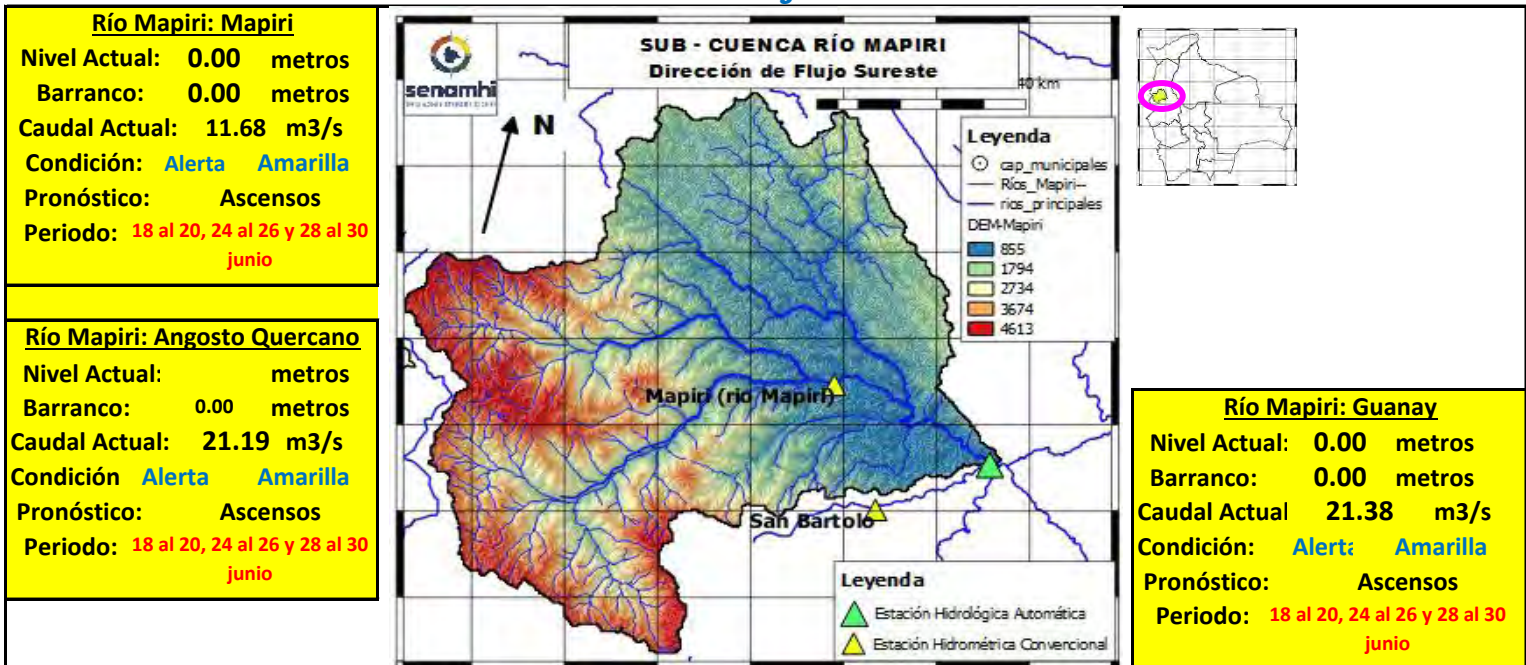 Río Mapiri: Mapiri
Nivel Actual: 0.00 metros
Barranco: 0.00 metros
Caudal Actual: 11.68 m3/s
Condición: Alerta Amarilla
Pronóstico: Ascensos
Periodo: 18 al 20, 24 al 26 y 28 al 30
junio
Río Mapiri: Angosto Quercano
Nivel Actual: metros
Barranco: 0.00 metros
Caudal Actual: 21.19 m3/s
Condición Alerta Amarilla
Pronóstico: Ascensos
Periodo: 18 al 20, 24 al 26 y 28 al 30
junio
senamhi
SUB - CUENCA RÍO MAPIRI
Dirección de Flujo Sureste
40 km
N
Leyenda
cap_municipales
Ríos_Mapiri--
rios_principales
DEM-Mapiri
855
1794
2734
3674
4613
Mapiri (rio Mapiri)
San Bartolo
Leyenda
Estación Hidrológica Automática
Estación Hidrométrica Convencional
Río Mapiri: Guanay
Nivel Actual: 0.00 metros
Barranco: 0.00 metros
Caudal Actual 21.38 m3/s
Condición: Alerta Amarilla
Pronóstico: Ascensos
Periodo: 18 al 20, 24 al 26 y 28 al 30
junio